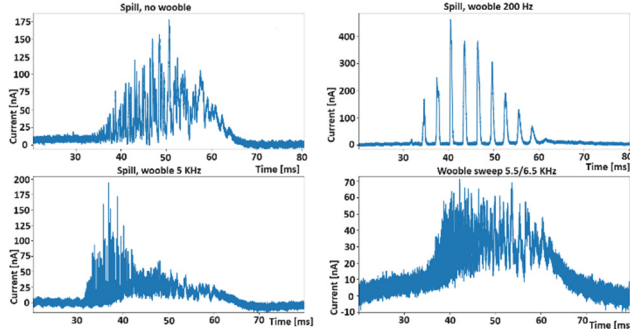 Spill, no wooble
Current [nA]
175
150
125
100
75
50
25
0
30 40 50 60 70 80
Time [ms]
Spill, wooble 200 Hz
Current [nA]
400
300
200
100
0
30 40 50 60 70 80
Time [ms]
Spill, wooble 5 KHz
Current [nA]
200
175
150
125
100
75
50
25
0
30 40 50 60 70
Time [ms]
Wooble sweep 5.5/6.5 KHz
Current [nA]
70
60
50
40
30
20
10
0
-10
20 30 40 50 60 70 80
Time [ms]